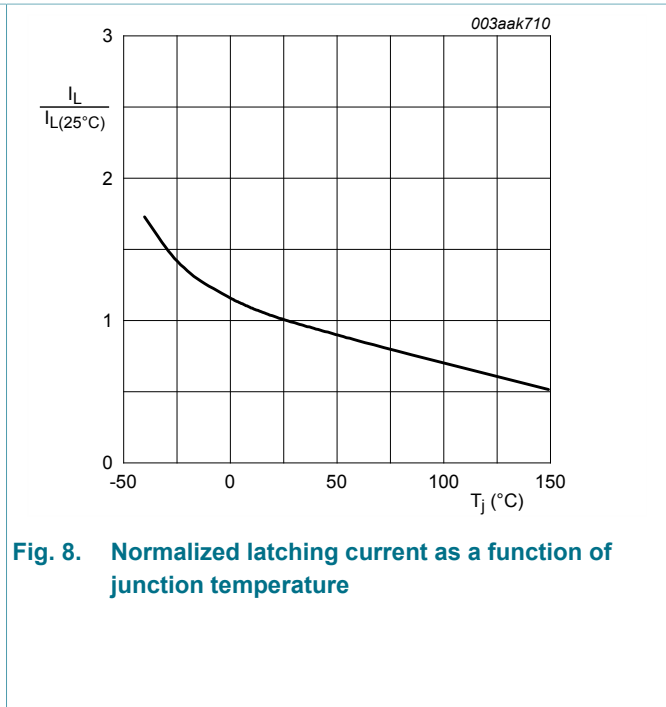 003aak710
3
I_L
I_L(25°C)
2
1
0
-50 0 50 100 150
T_j (°C)
Fig. 8. Normalized latching current as a function of
junction temperature